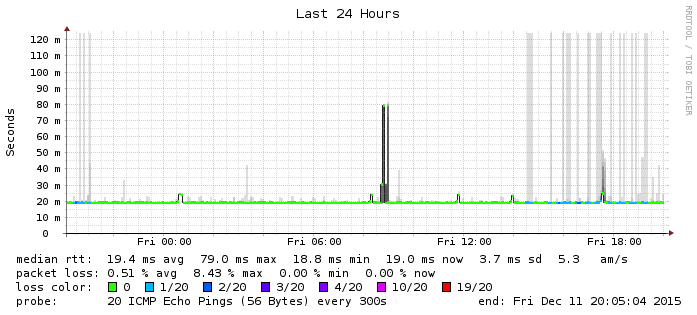 Last 24 Hours
RRDTOOL / TOBI OETIKER
Seconds
120 m
110 m
100 m
90 m
80 m
70 m
60 m
50 m
40 m
30 m
20 m
10 m
0
Fri 00:00 Fri 06:00 Fri 12:00 Fri 18:00
median rtt: 19.4 ms avg 79.0 ms max 18.8 ms min 19.0 ms now 3.7 ms sd 5.3 am/s
packet loss: 0.51 % avg 8.43 % max 0.00 % min 0.00 % now
loss color: 0 1/20 2/20 3/20 4/20 10/20 19/20
probe: 20 ICMP Echo Pings (56 Bytes) every 300s end: Fri Dec 11 20:05:04 2015